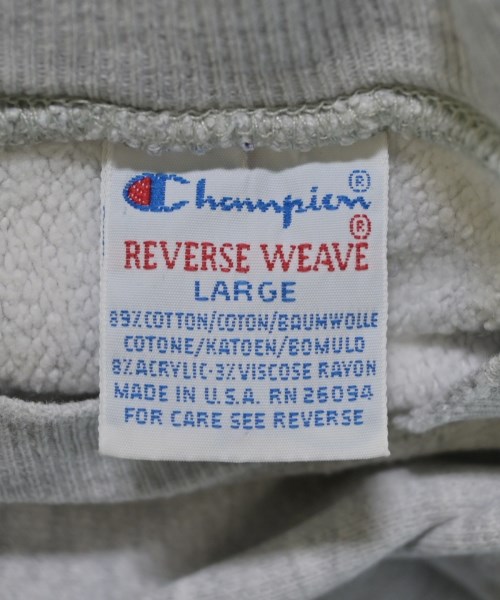 Champion®
®
REVERSE WEAVE
LARGE
89% COTTON/COTON/BAUMWOLLE
COTONE/KATOEN/BOMULD
8% ACRYLIC-3% VISCOSE RAYON
MADE IN U.S.A. RN 26094
FOR CARE SEE REVERSE